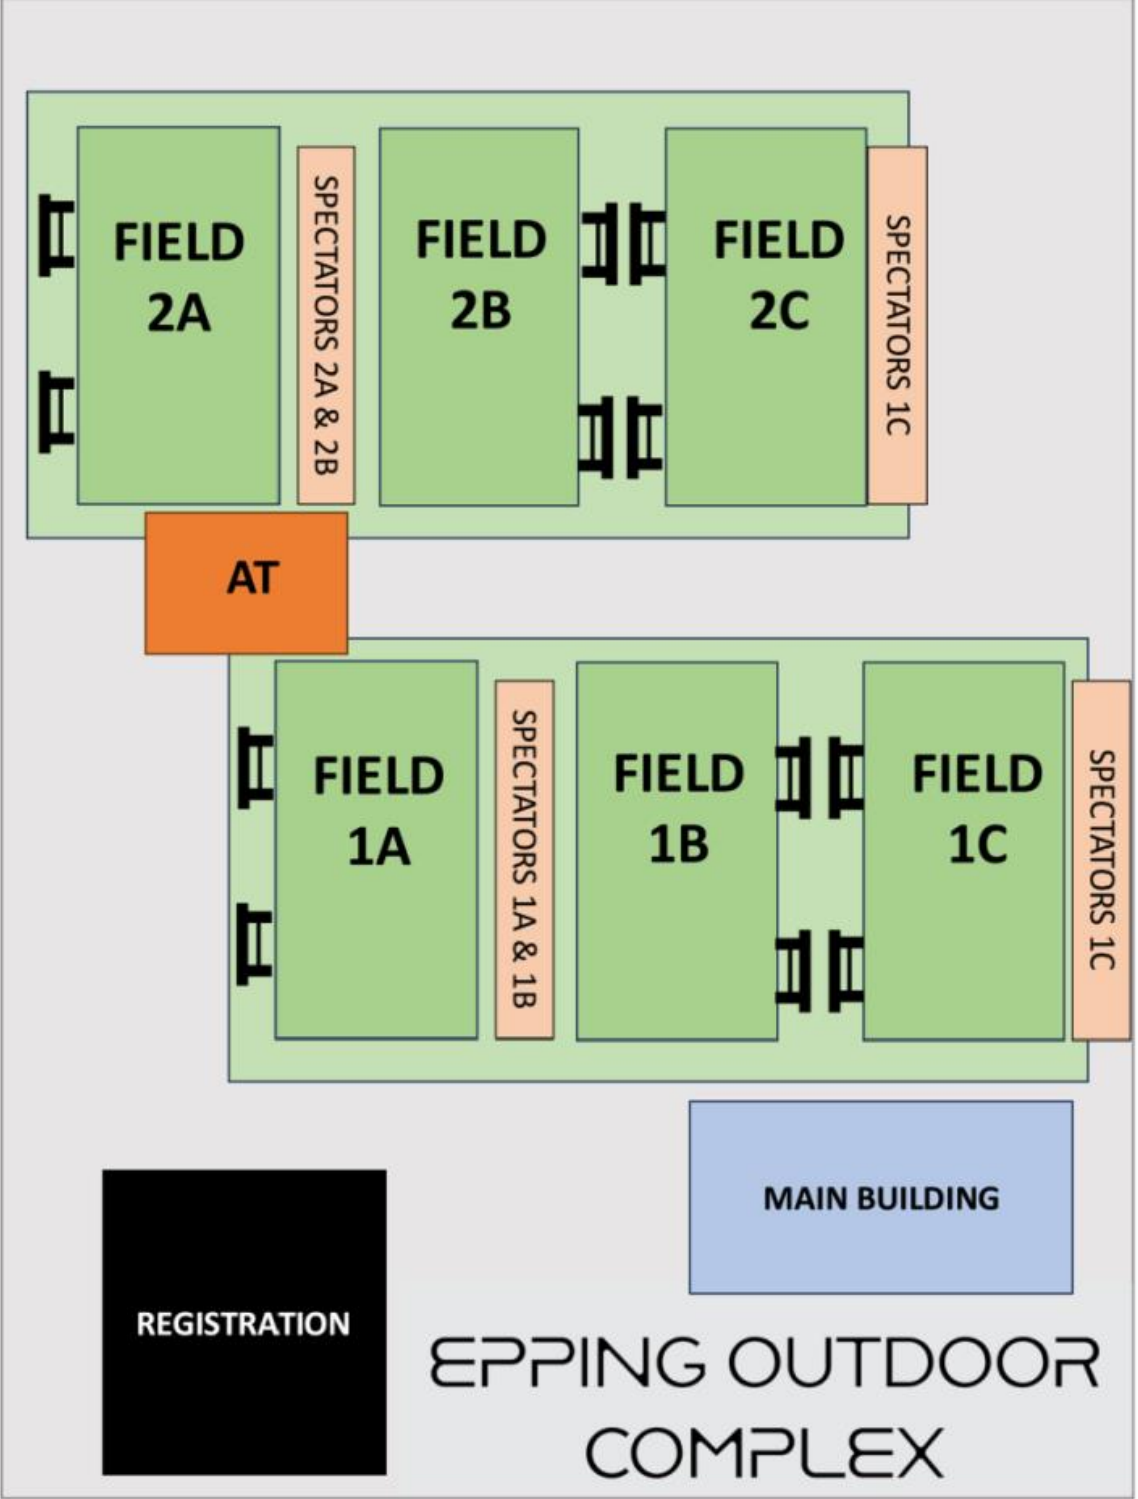 FIELD
2A
SPECTATORS 2A & 2B
FIELD
2B
FIELD
2C
SPECTATORS 1C
AT
FIELD
1A
SPECTATORS 1A & 1B
FIELD
1B
FIELD
1C
SPECTATORS 1C
MAIN BUILDING
REGISTRATION
EPPING OUTDOOR
COMPLEX